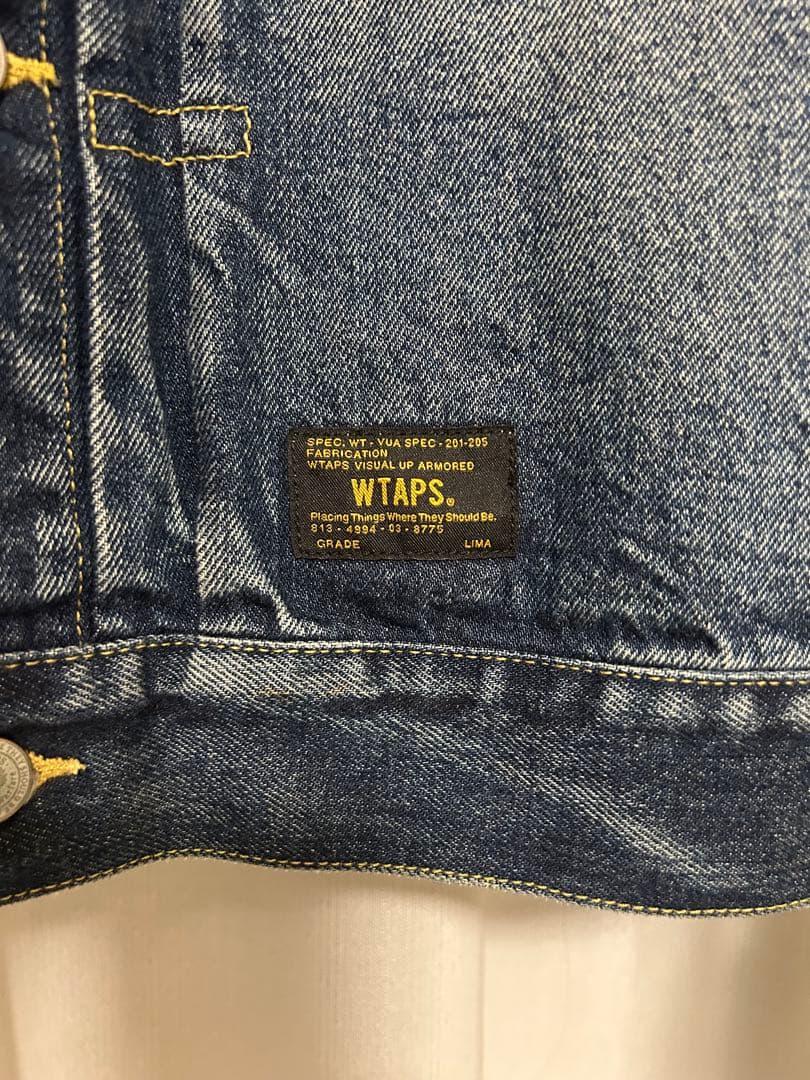 SPEC. WT - VUA SPEC - 201-205
FABRICATION
WTAPS VISUAL UP ARMORED
WTAPS®
Placing Things Where They Should Be.
813 - 4994 - 03 - 8775
GRADE LIMA